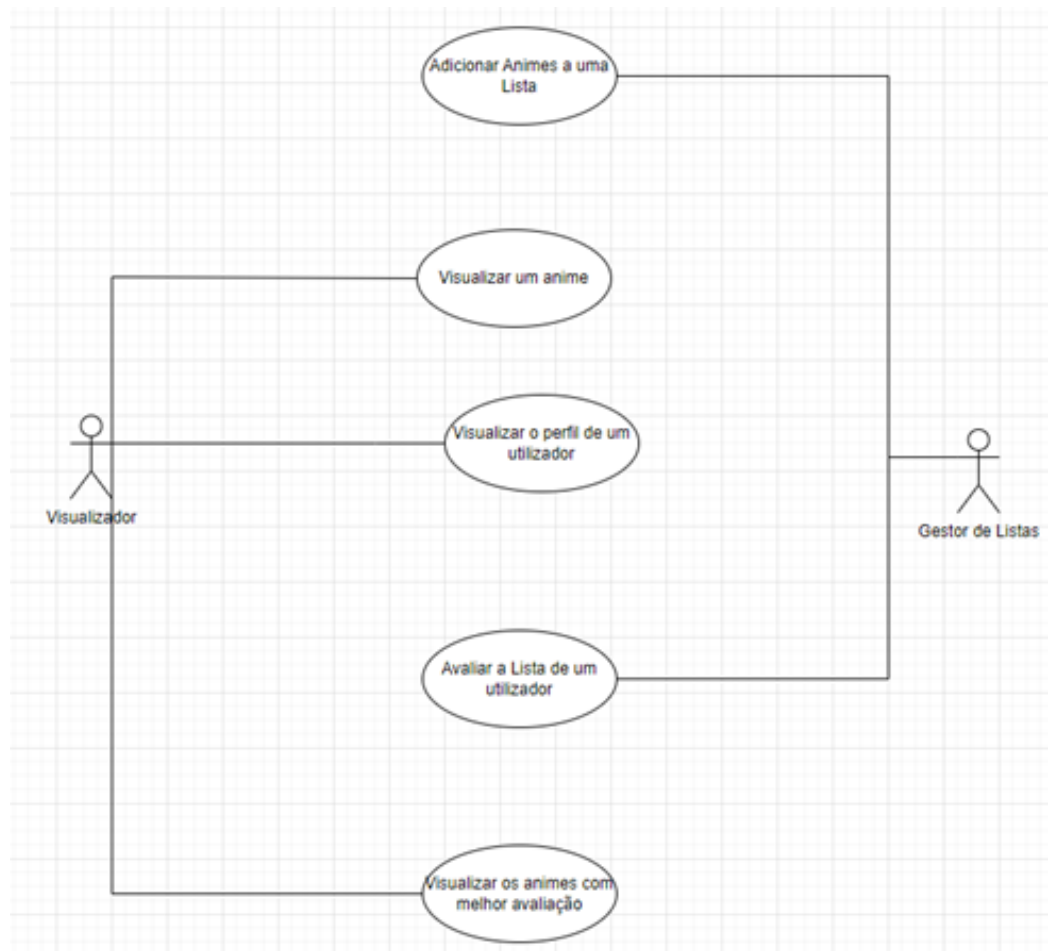 Adicionar Animes a uma
Lista
Visualizar um anime
Visualizar o perfil de um
utilizador
Visualizador
Gestor de Listas
Avaliar a Lista de um
utilizador
Visualizar os animes com
melhor avaliação